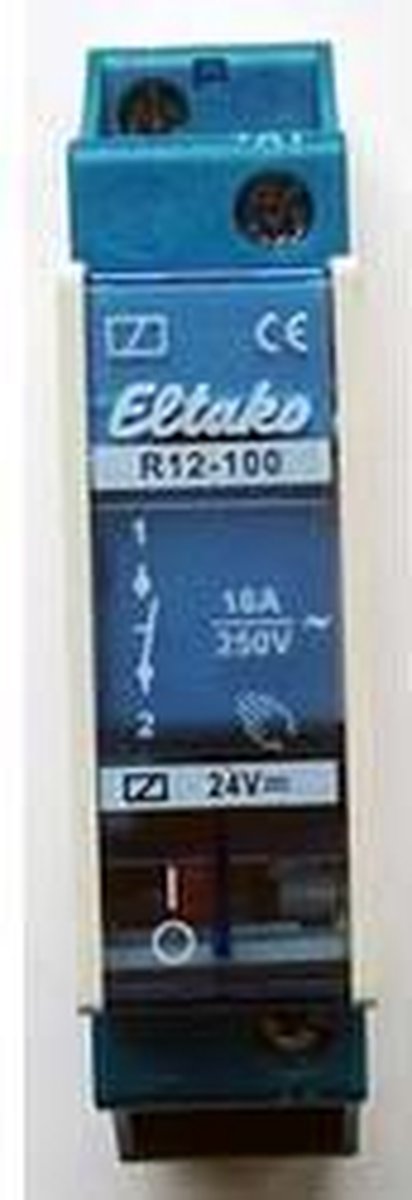 CE
Eltako
R12-100
1
16A
250V ~
2
24V